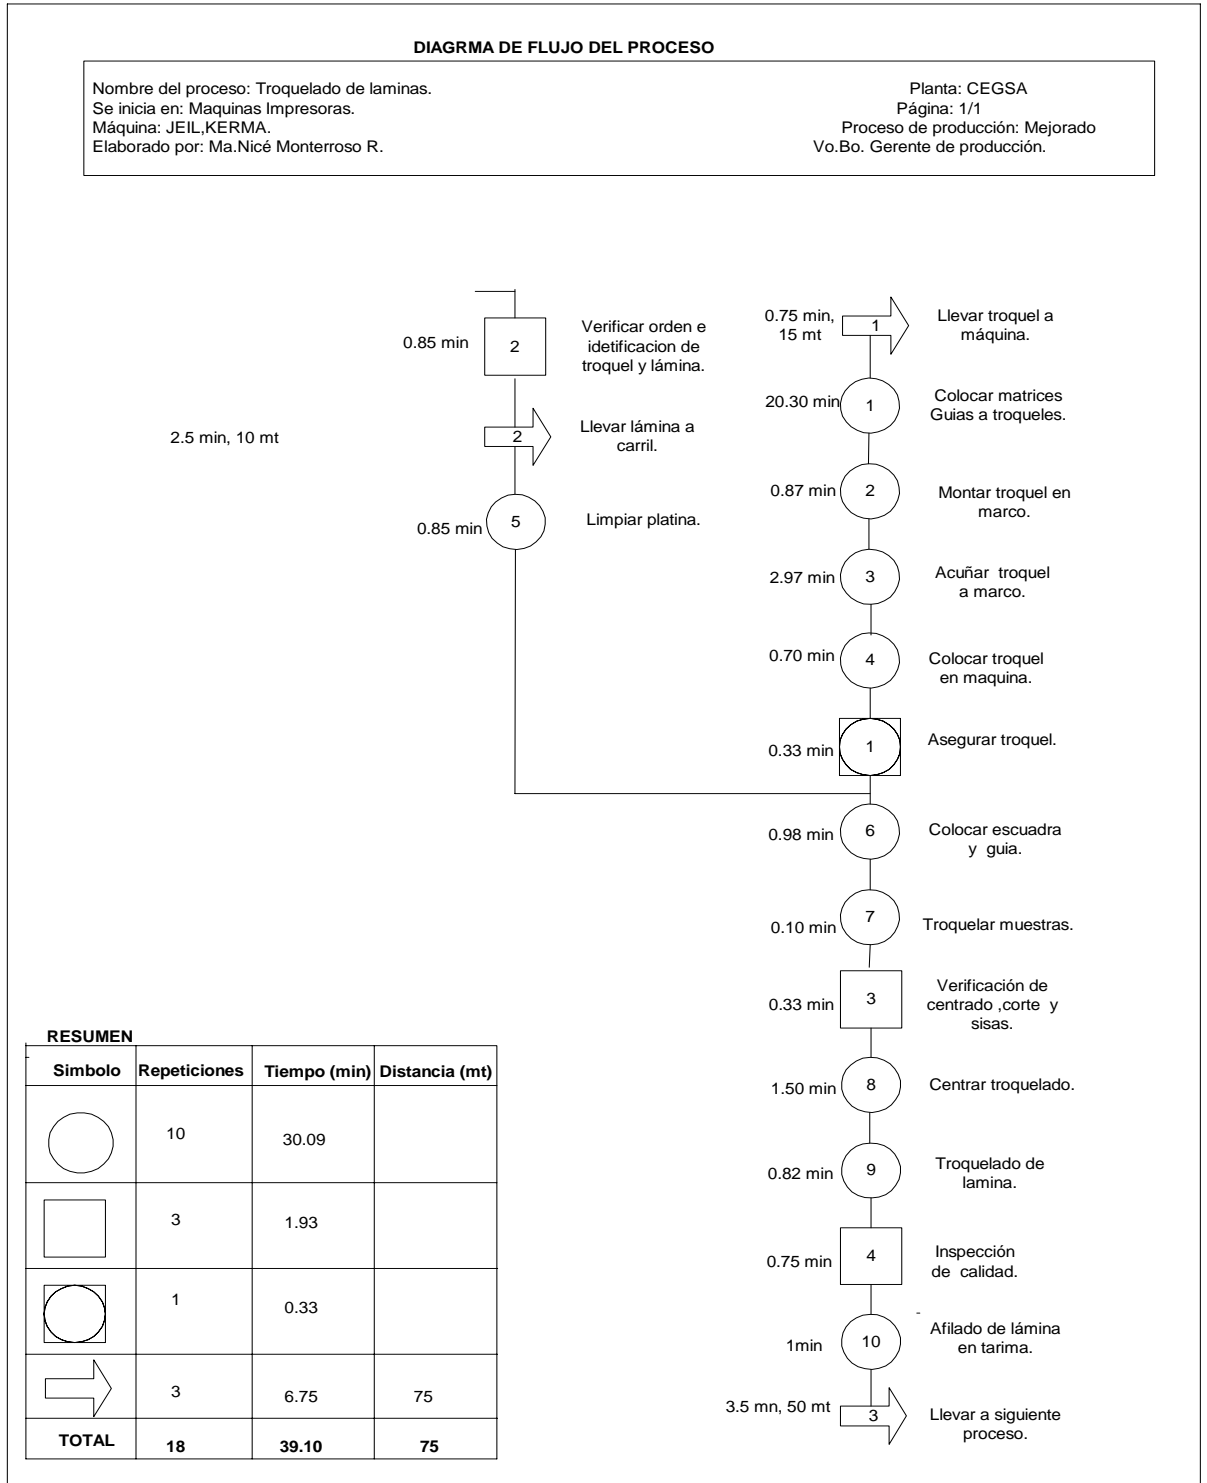 DIAGRMA DE FLUJO DEL PROCESO
Nombre del proceso: Troquelado de laminas.
Se inicia en: Maquinas Impresoras.
Máquina: JEIL,KERMA.
Elaborado por: Ma.Nicé Monterroso R.
Planta: CEGSA
Página: 1/1
Proceso de producción: Mejorado
Vo.Bo. Gerente de producción.
0.85 min
2
Verificar orden e
idetificacion de
troquel y lámina.
2.5 min, 10 mt
2
Llevar lámina a
carril.
0.85 min
5
Limpiar platina.
0.75 min,
15 mt
1
Llevar troquel a
máquina.
20.30 min
1
Colocar matrices
Guias a troqueles.
0.87 min
2
Montar troquel en
marco.
2.97 min
3
Acuñar troquel
a marco.
0.70 min
4
Colocar troquel
en maquina.
0.33 min
1
Asegurar troquel.
0.98 min
6
Colocar escuadra
y guia.
0.10 min
7
Troquelar muestras.
0.33 min
3
Verificación de
centrado ,corte y
sisas.
1.50 min
8
Centrar troquelado.
0.82 min
9
Troquelado de
lamina.
0.75 min
4
Inspección
de calidad.
1min
10
Afilado de lámina
en tarima.
3.5 mn, 50 mt
3
Llevar a siguiente
proceso.
RESUMEN
Simbolo Repeticiones Tiempo (min) Distancia (mt)
10 30.09
3 1.93
1 0.33
3 6.75 75
TOTAL 18 39.10 75